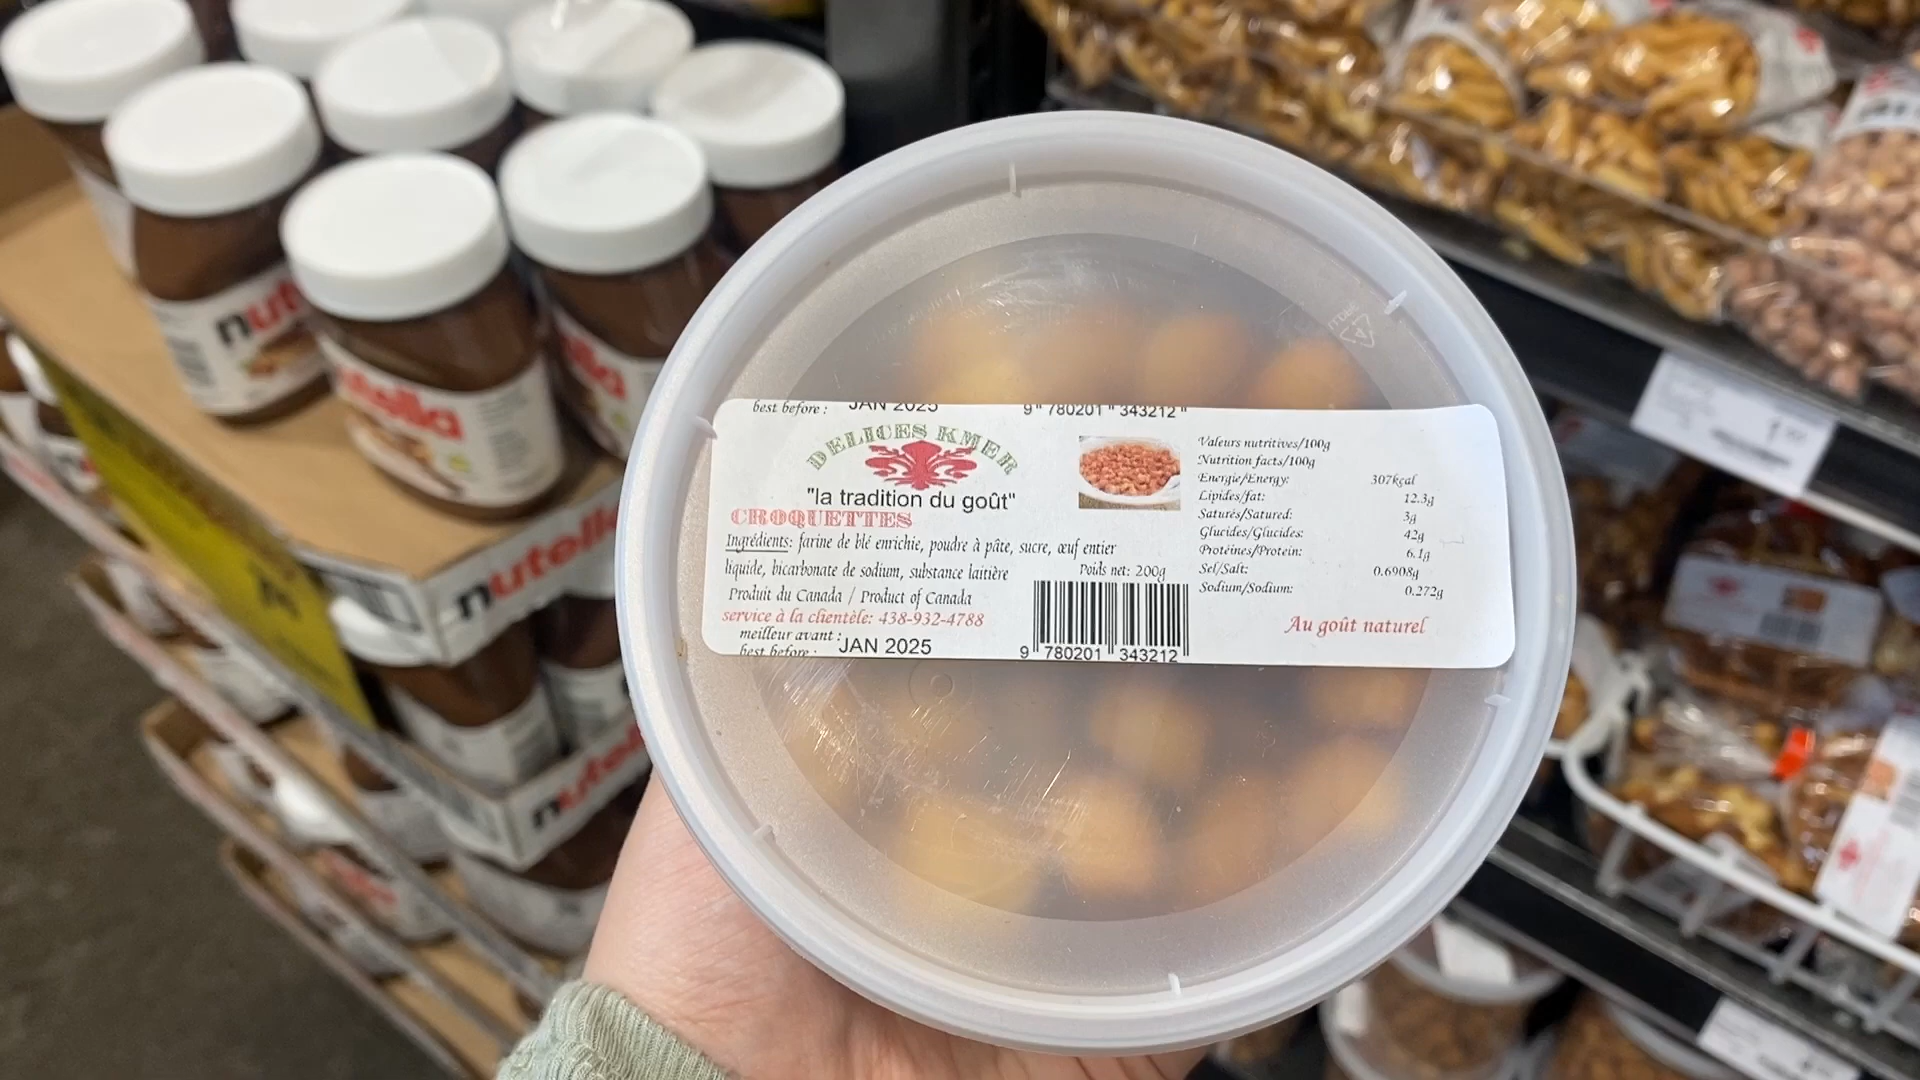 best before : JAN 2025
9 780201 343212
DELICES KMER
"la tradition du goût"
CROQUETTES
Ingrédients: farine de blé enrichie, poudre à pâte, sucre, œuf entier
liquide, bicarbonate de sodium, substance laitière
Poids net: 200g
Produit du Canada / Product of Canada
service à la clientèle: 438-932-4788
meilleur avant : JAN 2025
best before :
9 780201 343212
Valeurs nutritives/100g
Nutrition facts/100g
Energie/Energy: 307kcal
Lipides/fat: 12.3g
Saturés/Satured: 3g
Glucides/Glucides: 42g
Protéines/Protein: 6.1g
Sel/Salt: 0.6908g
Sodium/Sodium: 0.272g
Au goût naturel
nutella
nutella